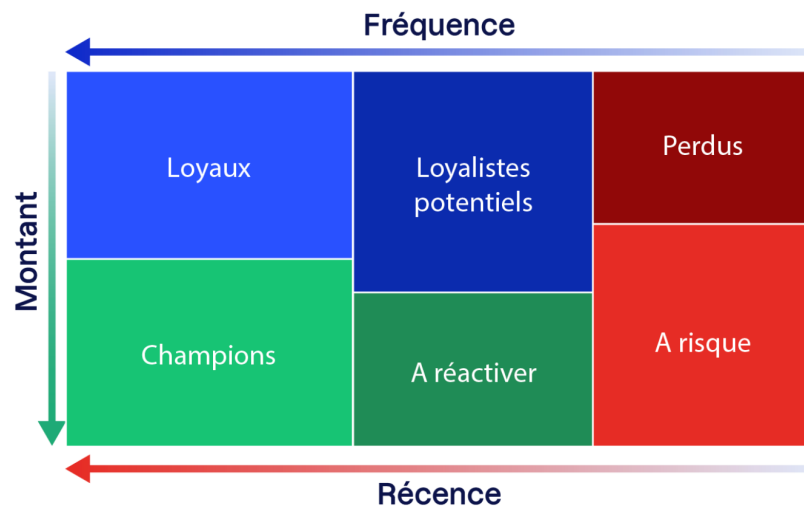 Fréquence
Montant
Loyaux
Loyalistes
potentiels
Perdus
Champions
A réactiver
A risque
Récence